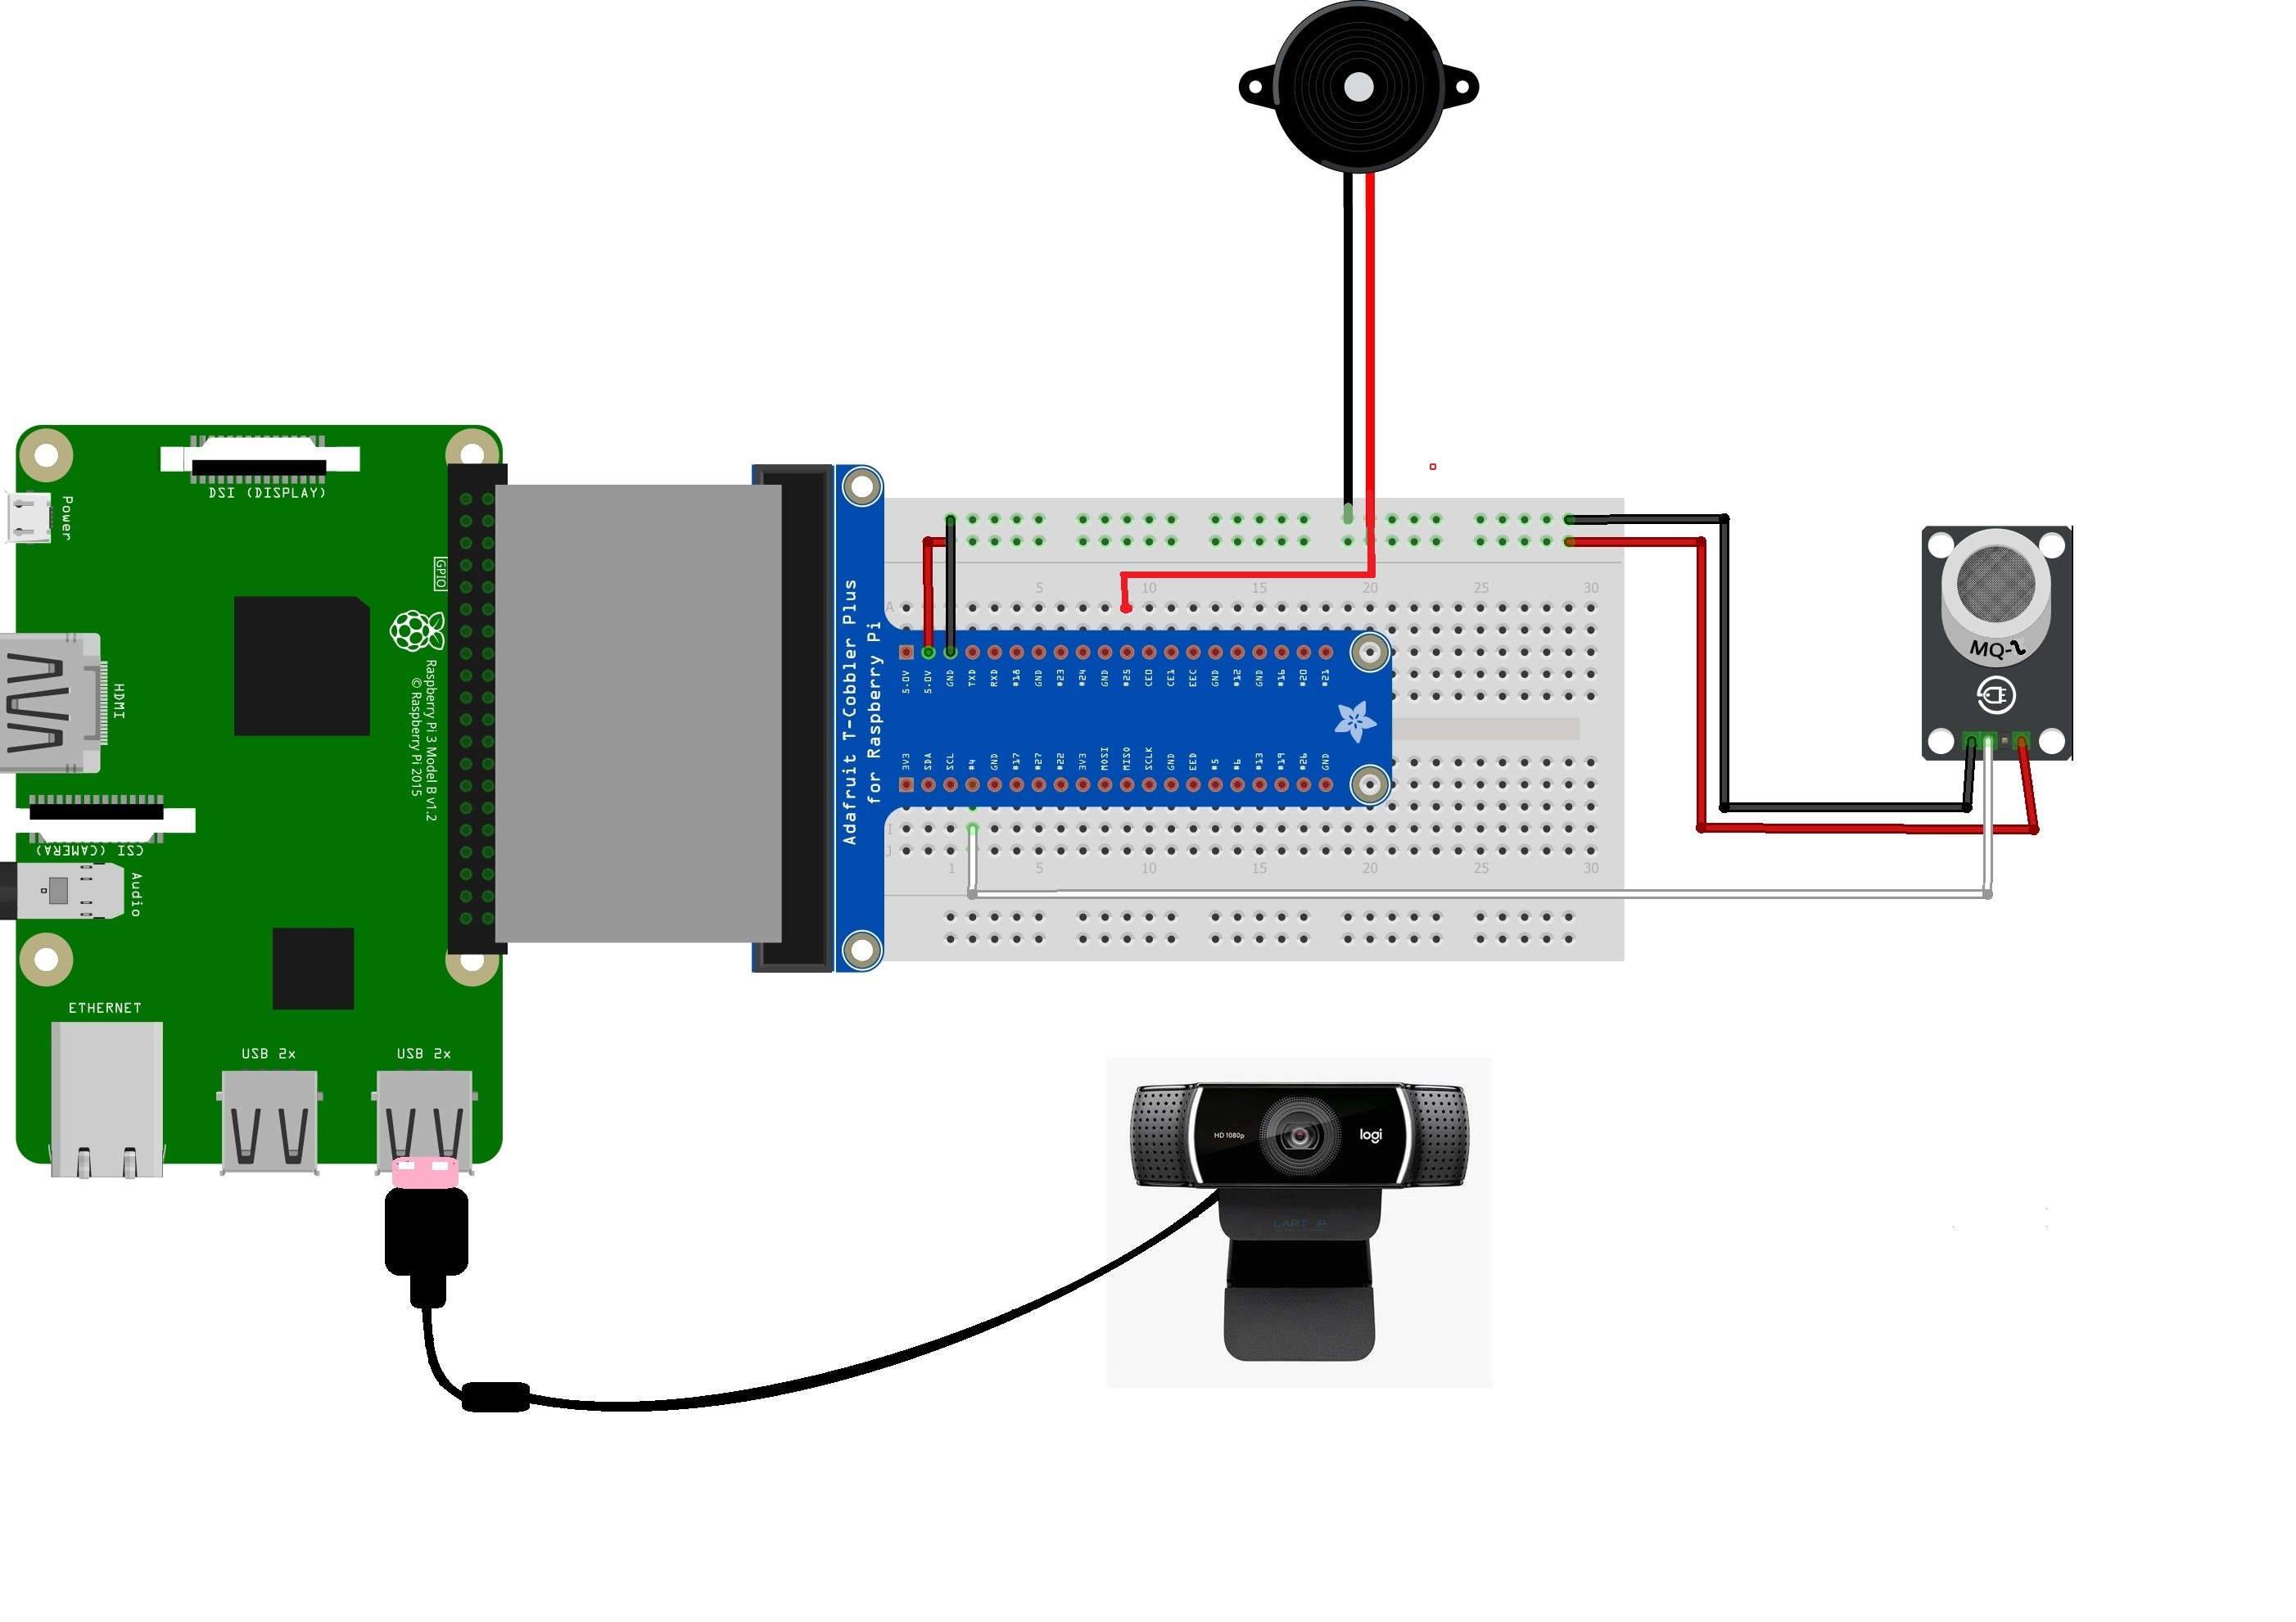 DSI (DISPLAY)
Power
GPIO
HDMI
Raspberry Pi 3 Model B v1.2
© Raspberry Pi 2015
CSI (CAMERA)
Audio
ETHERNET
USB 2x
USB 2x
Adafruit T-Cobbler Plus
for Raspberry Pi
5 10 15 20 25 30
A
5.0V 5.0V GND TXD RXD #18 GND #23 #24 GND #25 CE0 CE1 EEC GND #12 GND #16 #20 #21
3V3 SDA SCL #4 GND #17 #27 #22 3V3 MOSI MISO SCLK GND EED #5 #6 #13 #19 #26 GND
I
J
1 5 10 15 20 25 30
MQ-2
HD 1080p
logi